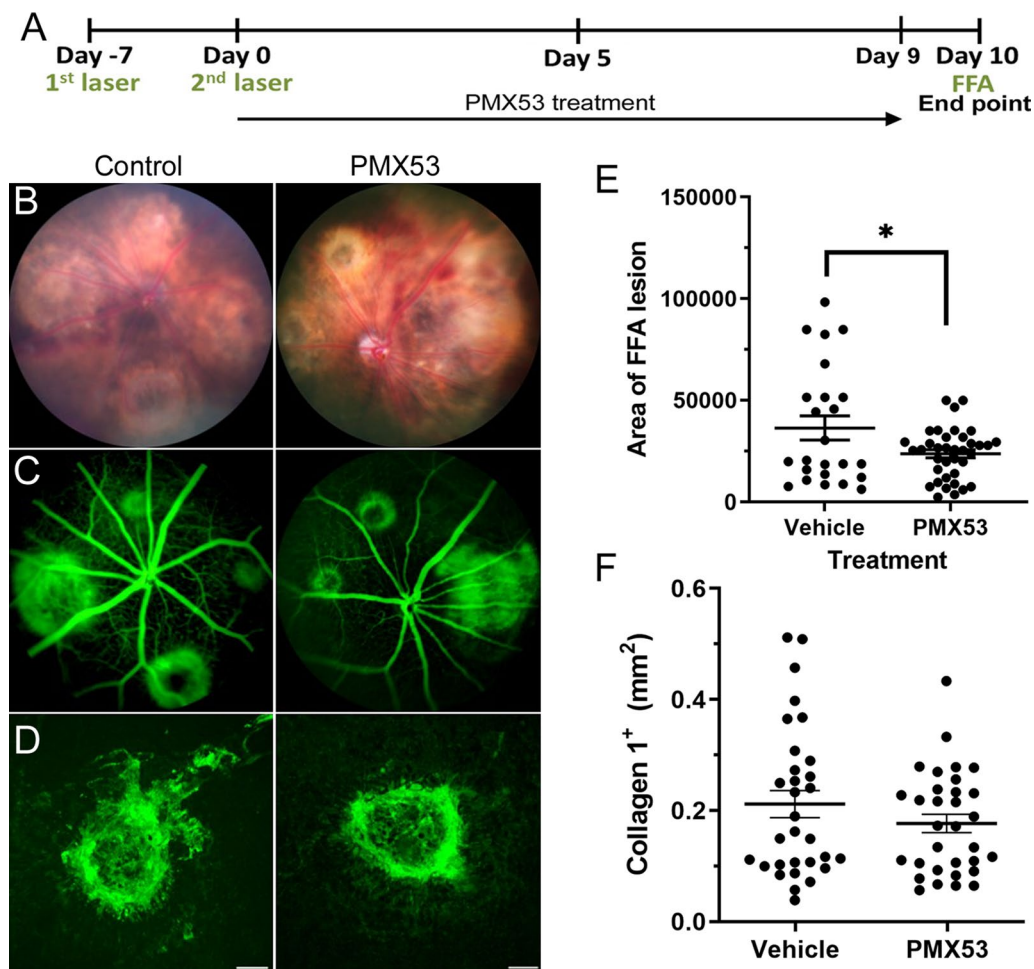 A
Day -7
Day 0
Day 5
Day 9
Day 10
1st laser
2nd laser
FFA
PMX53 treatment
End point
Control
PMX53
B
C
D
E
150000
100000
50000
0
Area of FFA lesion
*
Vehicle
PMX53
Treatment
F
0.6
0.4
0.2
0.0
Collagen 1+ (mm2)
Vehicle
PMX53